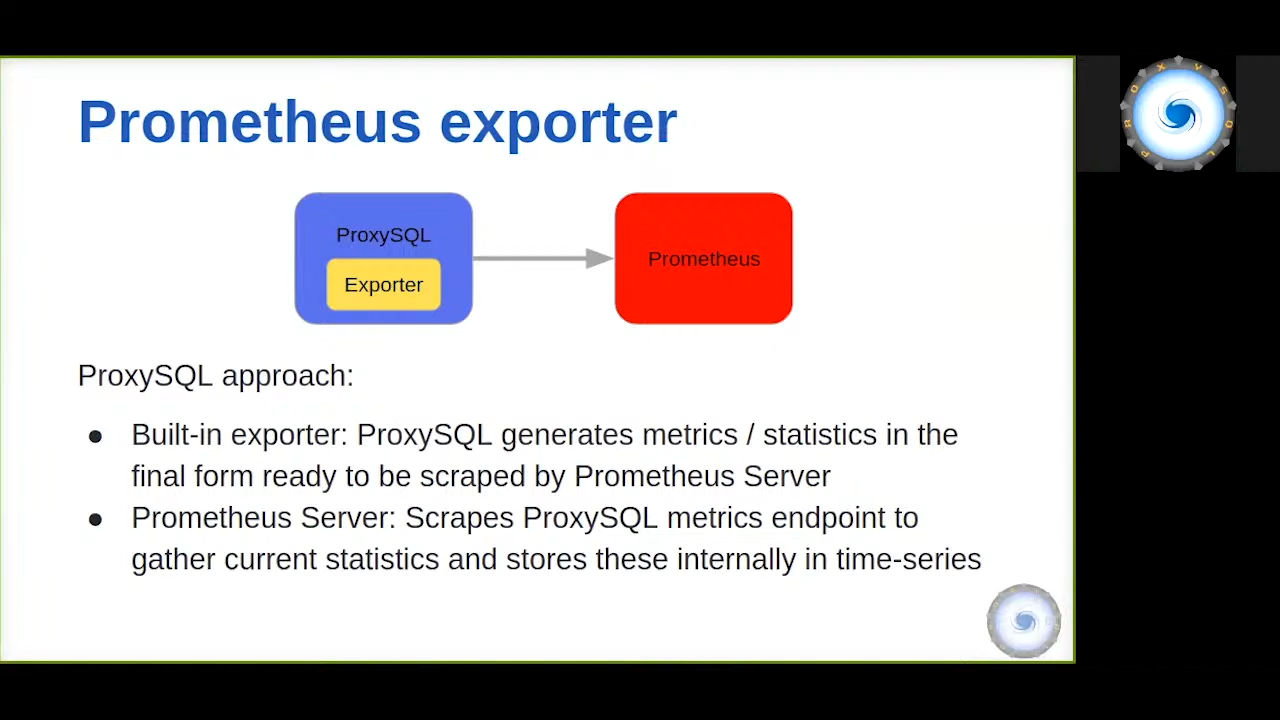 Prometheus exporter
ProxySQL
Exporter
Prometheus
ProxySQL approach:
● Built-in exporter: ProxySQL generates metrics / statistics in the
final form ready to be scraped by Prometheus Server
● Prometheus Server: Scrapes ProxySQL metrics endpoint to
gather current statistics and stores these internally in time-series
PROXYSQL